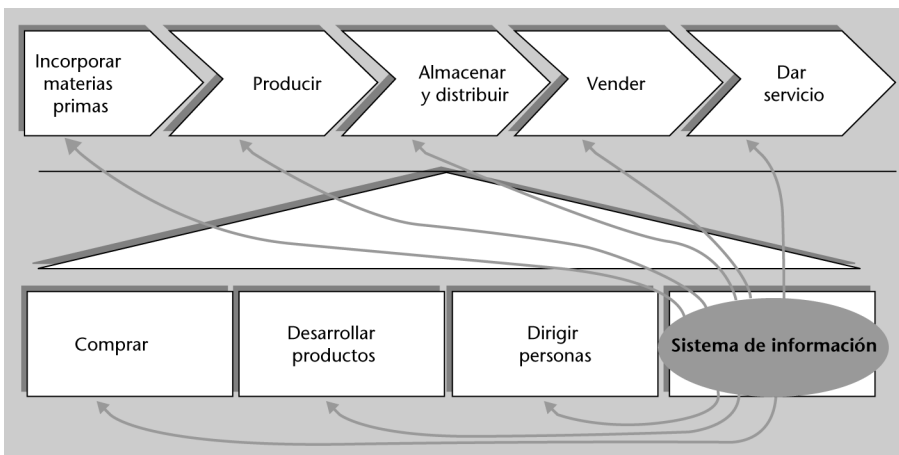 Incorporar
materias
primas
Producir
Almacenar
y distribuir
Vender
Dar
servicio
Comprar
Desarrollar
productos
Dirigir
personas
Sistema de información